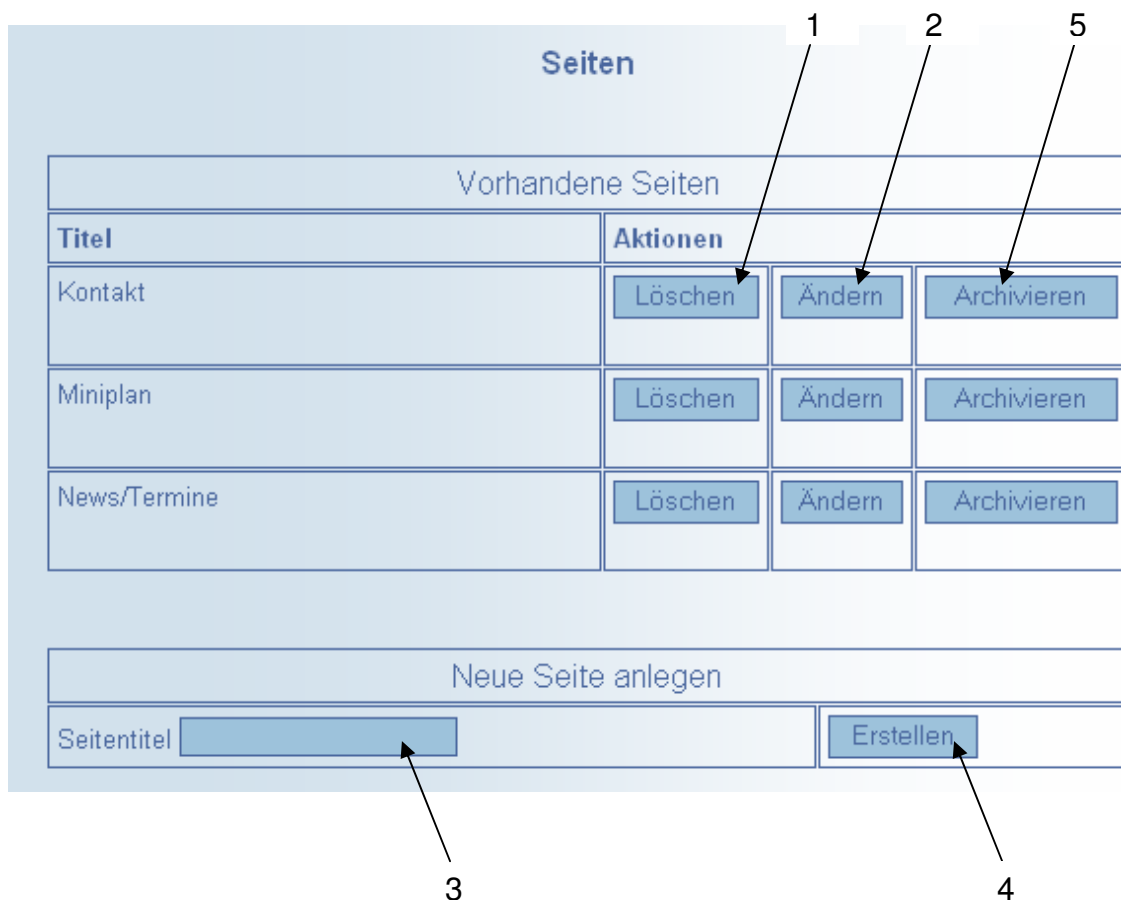 1 2 5
Seiten
Vorhandene Seiten
Titel Aktionen
Kontakt Löschen Ändern Archivieren
Miniplan Löschen Ändern Archivieren
News/Termine Löschen Ändern Archivieren
Neue Seite anlegen
Seitentitel Erstellen
3 4